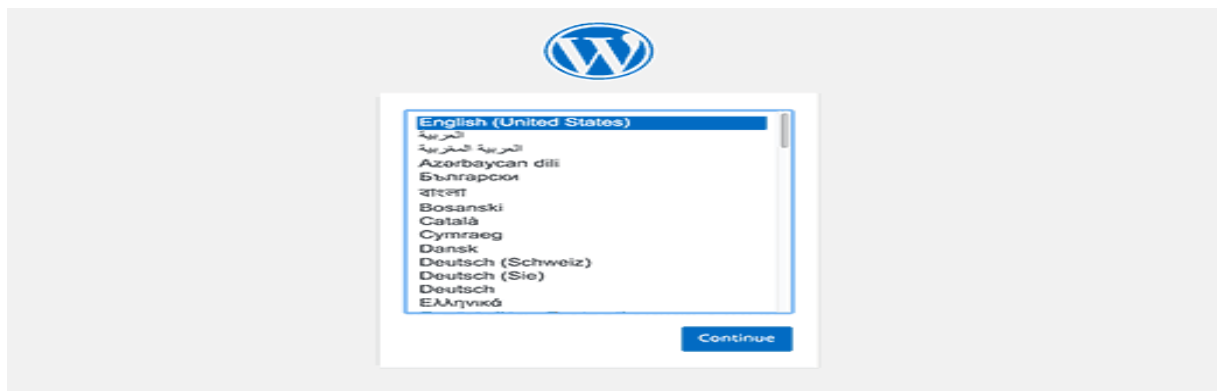 English (United States)
العربية
العربية المغربية
Azərbaycan dili
Български
বাংলা
Bosanski
Català
Cymraeg
Dansk
Deutsch (Schweiz)
Deutsch (Sie)
Deutsch
Ελληνικά
Continue